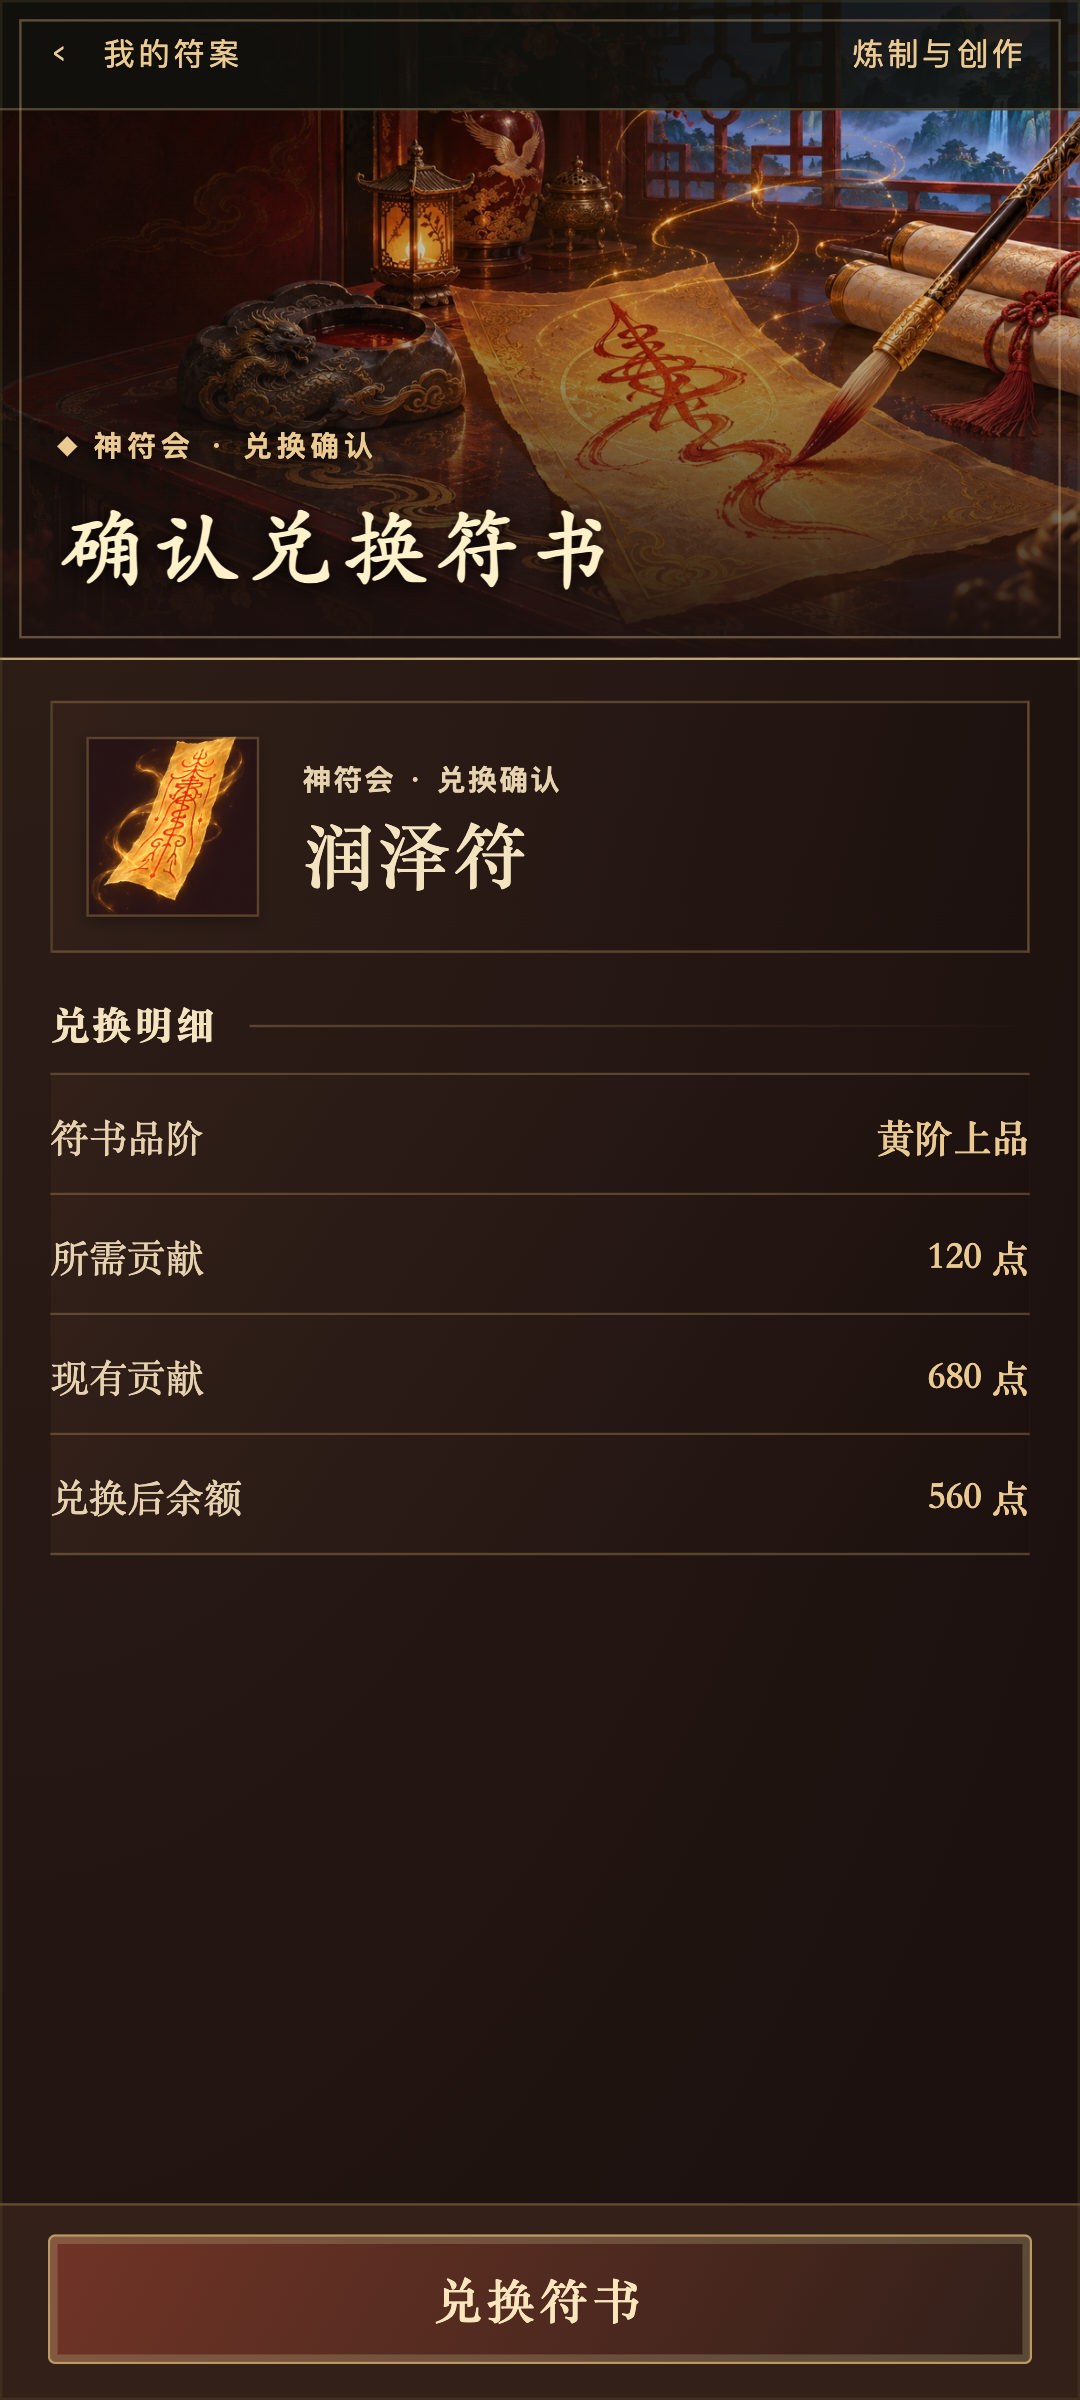 ‹ 我的符案
炼制与创作
◆ 神符会 · 兑换确认
确认兑换符书
神符会 · 兑换确认
润泽符
兑换明细
符书品阶 黄阶上品
所需贡献 120 点
现有贡献 680 点
兑换后余额 560 点
兑换符书